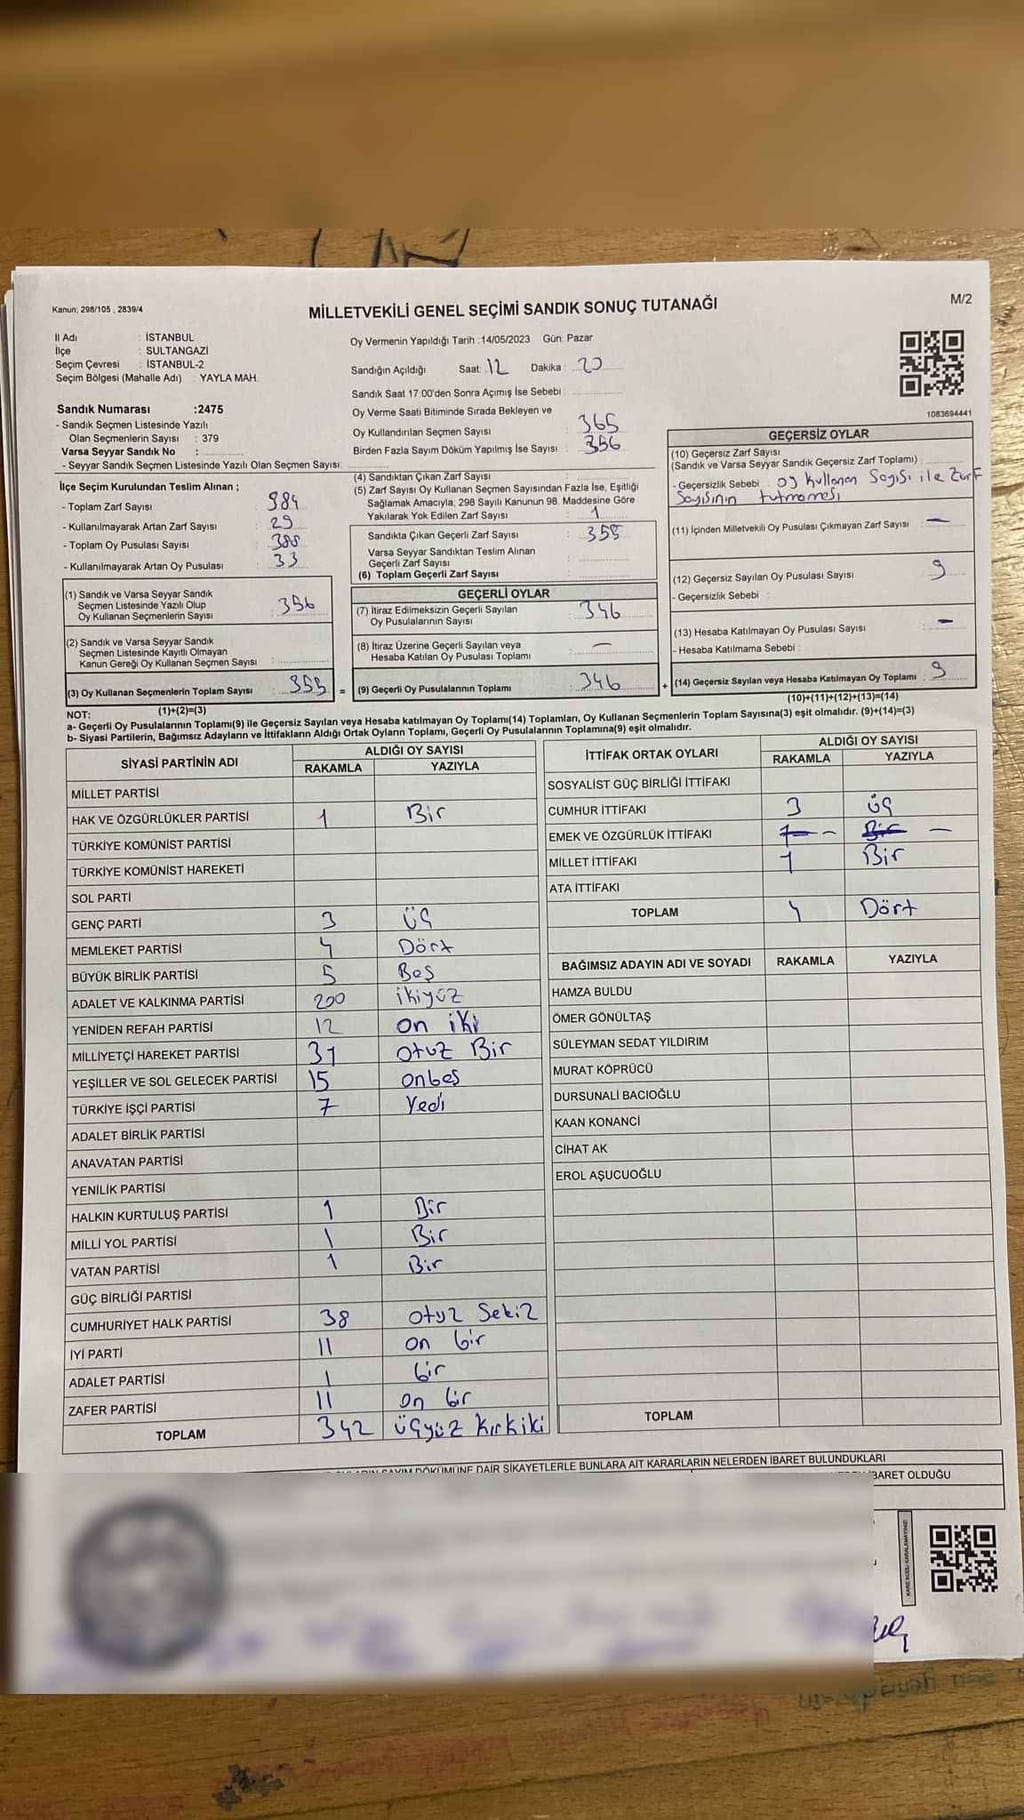 Kanun; 298/105 , 2839/4
MİLLETVEKİLİ GENEL SEÇİMİ SANDIK SONUÇ TUTANAĞI
M/2
İl Adı : İSTANBUL
İlçe : SULTANGAZİ
Seçim Çevresi : İSTANBUL-2
Seçim Bölgesi (Mahalle Adı) : YAYLA MAH.
Oy Vermenin Yapıldığı Tarih :14/05/2023 Gün: Pazar
Sandığın Açıldığı Saat: 12 Dakika : 20
Sandık Saat 17:00'den Sonra Açımış İse Sebebi :
Oy Verme Saati Bitiminde Sırada Bekleyen ve
Oy Kullandırılan Seçmen Sayısı : 365
Birden Fazla Sayım Döküm Yapılmış İse Sayısı : 356
1083694441
Sandık Numarası :2475
- Sandık Seçmen Listesinde Yazılı
Olan Seçmenlerin Sayısı : 379
Varsa Seyyar Sandık No :
- Seyyar Sandık Seçmen Listesinde Yazılı Olan Seçmen Sayısı:
İlçe Seçim Kurulundan Teslim Alınan ;
- Toplam Zarf Sayısı : 384
- Kullanılmayarak Artan Zarf Sayısı : 29
- Toplam Oy Pusulası Sayısı : 388
- Kullanılmayarak Artan Oy Pusulası : 33
(1) Sandık ve Varsa Seyyar Sandık
Seçmen Listesinde Yazılı Olup
Oy Kullanan Seçmenlerin Sayısı : 356
(2) Sandık ve Varsa Seyyar Sandık
Seçmen Listesinde Kayıtlı Olmayan
Kanun Gereği Oy Kullanan Seçmen Sayısı :
(3) Oy Kullanan Seçmenlerin Toplam Sayısı : 355 =
(1)+(2)=(3)
(4) Sandıktan Çıkan Zarf Sayısı :
(5) Zarf Sayısı Oy Kullanan Seçmen Sayısından Fazla İse, Eşitliği
Sağlamak Amacıyla, 298 Sayılı Kanunun 98. Maddesine Göre
Yakılarak Yok Edilen Zarf Sayısı : 1
Sandıkta Çıkan Geçerli Zarf Sayısı : 355
Varsa Seyyar Sandıktan Teslim Alınan
Geçerli Zarf Sayısı :
(6) Toplam Geçerli Zarf Sayısı :
GEÇERLİ OYLAR
(7) İtiraz Edilmeksizin Geçerli Sayılan
Oy Pusulalarının Sayısı : 346
(8) İtiraz Üzerine Geçerli Sayılan veya
Hesaba Katılan Oy Pusulası Toplamı : —
(9) Geçerli Oy Pusulalarının Toplamı : 346 +
GEÇERSİZ OYLAR
(10) Geçersiz Zarf Sayısı
(Sandık ve Varsa Seyyar Sandık Geçersiz Zarf Toplamı) :
- Geçersizlik Sebebi : oy kullanan Sayısı ile Zarf
Sayısının tutmaması
(11) İçinden Milletvekili Oy Pusulası Çıkmayan Zarf Sayısı : —
(12) Geçersiz Sayılan Oy Pusulası Sayısı : 9
- Geçersizlik Sebebi :
(13) Hesaba Katılmayan Oy Pusulası Sayısı : —
- Hesaba Katılmama Sebebi :
(14) Geçersiz Sayılan veya Hesaba Katılmayan Oy Toplamı : 9
(10)+(11)+(12)+(13)=(14)
NOT:
a- Geçerli Oy Pusulalarının Toplamı(9) ile Geçersiz Sayılan veya Hesaba katılmayan Oy Toplamı(14) Toplamları, Oy Kullanan Seçmenlerin Toplam Sayısına(3) eşit olmalıdır. (9)+(14)=(3)
b- Siyasi Partilerin, Bağımsız Adayların ve İttifakların Aldığı Ortak Oyların Toplamı, Geçerli Oy Pusulalarının Toplamına(9) eşit olmalıdır.
SİYASİ PARTİNİN ADI ALDIĞI OY SAYISI
RAKAMLA YAZIYLA
MİLLET PARTİSİ
HAK VE ÖZGÜRLÜKLER PARTİSİ 1 Bir
TÜRKİYE KOMÜNİST PARTİSİ
TÜRKİYE KOMÜNİST HAREKETİ
SOL PARTİ
GENÇ PARTİ 3 üç
MEMLEKET PARTİSİ 4 Dört
BÜYÜK BİRLİK PARTİSİ 5 Beş
ADALET VE KALKINMA PARTİSİ 200 ikiyüz
YENİDEN REFAH PARTİSİ 12 on iki
MİLLİYETÇİ HAREKET PARTİSİ 31 otuz Bir
YEŞİLLER VE SOL GELECEK PARTİSİ 15 onbeş
TÜRKİYE İŞÇİ PARTİSİ 7 Yedi
ADALET BİRLİK PARTİSİ
ANAVATAN PARTİSİ
YENİLİK PARTİSİ
HALKIN KURTULUŞ PARTİSİ 1 Bir
MİLLİ YOL PARTİSİ 1 Bir
VATAN PARTİSİ 1 Bir
GÜÇ BİRLİĞİ PARTİSİ
CUMHURİYET HALK PARTİSİ 38 otuz Sekiz
İYİ PARTİ 11 on bir
ADALET PARTİSİ 1 bir
ZAFER PARTİSİ 11 on bir
TOPLAM 342 üçyüz kırkiki
İTTİFAK ORTAK OYLARI ALDIĞI OY SAYISI
RAKAMLA YAZIYLA
SOSYALİST GÜÇ BİRLİĞİ İTTİFAKI
CUMHUR İTTİFAKI 3 üç
EMEK VE ÖZGÜRLÜK İTTİFAKI 1 — Bir —
MİLLET İTTİFAKI 1 Bir
ATA İTTİFAKI
TOPLAM 4 Dört
BAĞIMSIZ ADAYIN ADI VE SOYADI RAKAMLA YAZIYLA
HAMZA BULDU
ÖMER GÖNÜLTAŞ
SÜLEYMAN SEDAT YILDIRIM
MURAT KÖPRÜCÜ
DURSUNALİ BACIOĞLU
KAAN KONANCİ
CİHAT AK
EROL AŞUCUOĞLU
TOPLAM
SAYIM DÖKÜMÜNE DAİR ŞİKAYETLERLE BUNLARA AİT KARARLARIN NELERDEN İBARET BULUNDUKLARI
İBARET OLDUĞU